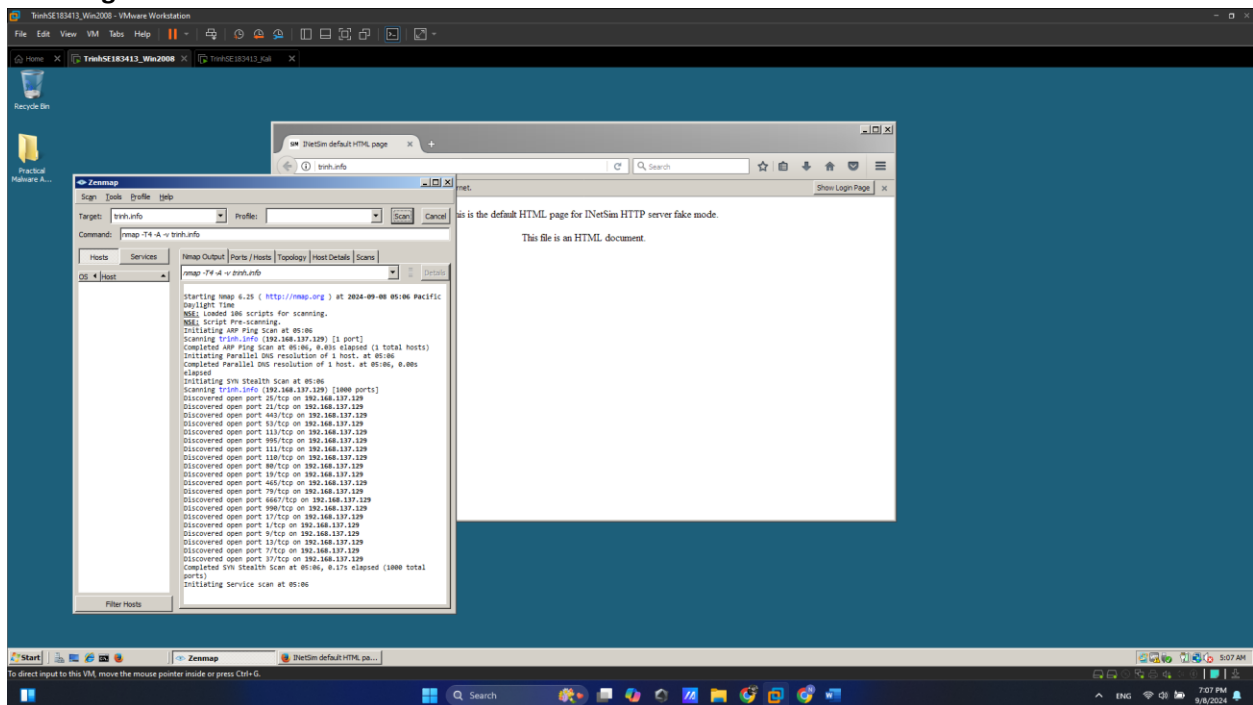 TrinhSE183413_Win2008 - VMware Workstation
File Edit View VM Tabs Help
Home TrinhSE183413_Win2008 TrinhSE183413_Kali
Recycle Bin
Practical
Malware A...
INetSim default HTML page
trinh.info Search
Show Login Page
is is the default HTML page for INetSim HTTP server fake mode.
This file is an HTML document.
Zenmap
Scan Tools Profile Help
Target: trinh.info Profile: Scan Cancel
Command: nmap -T4 -A -v trinh.info
Hosts Services Nmap Output Ports / Hosts Topology Host Details Scans
OS Host nmap -T4 -A -v trinh.info Details
Starting Nmap 6.25 ( http://nmap.org ) at 2024-09-08 05:06 Pacific
Daylight Time
NSE: Loaded 106 scripts for scanning.
NSE: Script Pre-scanning.
Initiating ARP Ping Scan at 05:06
Scanning trinh.info (192.168.137.129) [1 port]
Completed ARP Ping Scan at 05:06, 0.03s elapsed (1 total hosts)
Initiating Parallel DNS resolution of 1 host. at 05:06
Completed Parallel DNS resolution of 1 host. at 05:06, 0.00s
elapsed
Initiating SYN Stealth Scan at 05:06
Scanning trinh.info (192.168.137.129) [1000 ports]
Discovered open port 25/tcp on 192.168.137.129
Discovered open port 21/tcp on 192.168.137.129
Discovered open port 443/tcp on 192.168.137.129
Discovered open port 53/tcp on 192.168.137.129
Discovered open port 113/tcp on 192.168.137.129
Discovered open port 995/tcp on 192.168.137.129
Discovered open port 111/tcp on 192.168.137.129
Discovered open port 110/tcp on 192.168.137.129
Discovered open port 80/tcp on 192.168.137.129
Discovered open port 19/tcp on 192.168.137.129
Discovered open port 465/tcp on 192.168.137.129
Discovered open port 79/tcp on 192.168.137.129
Discovered open port 6667/tcp on 192.168.137.129
Discovered open port 990/tcp on 192.168.137.129
Discovered open port 17/tcp on 192.168.137.129
Discovered open port 1/tcp on 192.168.137.129
Discovered open port 9/tcp on 192.168.137.129
Discovered open port 13/tcp on 192.168.137.129
Discovered open port 7/tcp on 192.168.137.129
Discovered open port 37/tcp on 192.168.137.129
Completed SYN Stealth Scan at 05:06, 0.17s elapsed (1000 total
ports)
Initiating Service scan at 05:06
Filter Hosts
Start Zenmap INetSim default HTML pa... 5:07 AM
To direct input to this VM, move the mouse pointer inside or press Ctrl+G.
Search ENG 7:07 PM
9/8/2024